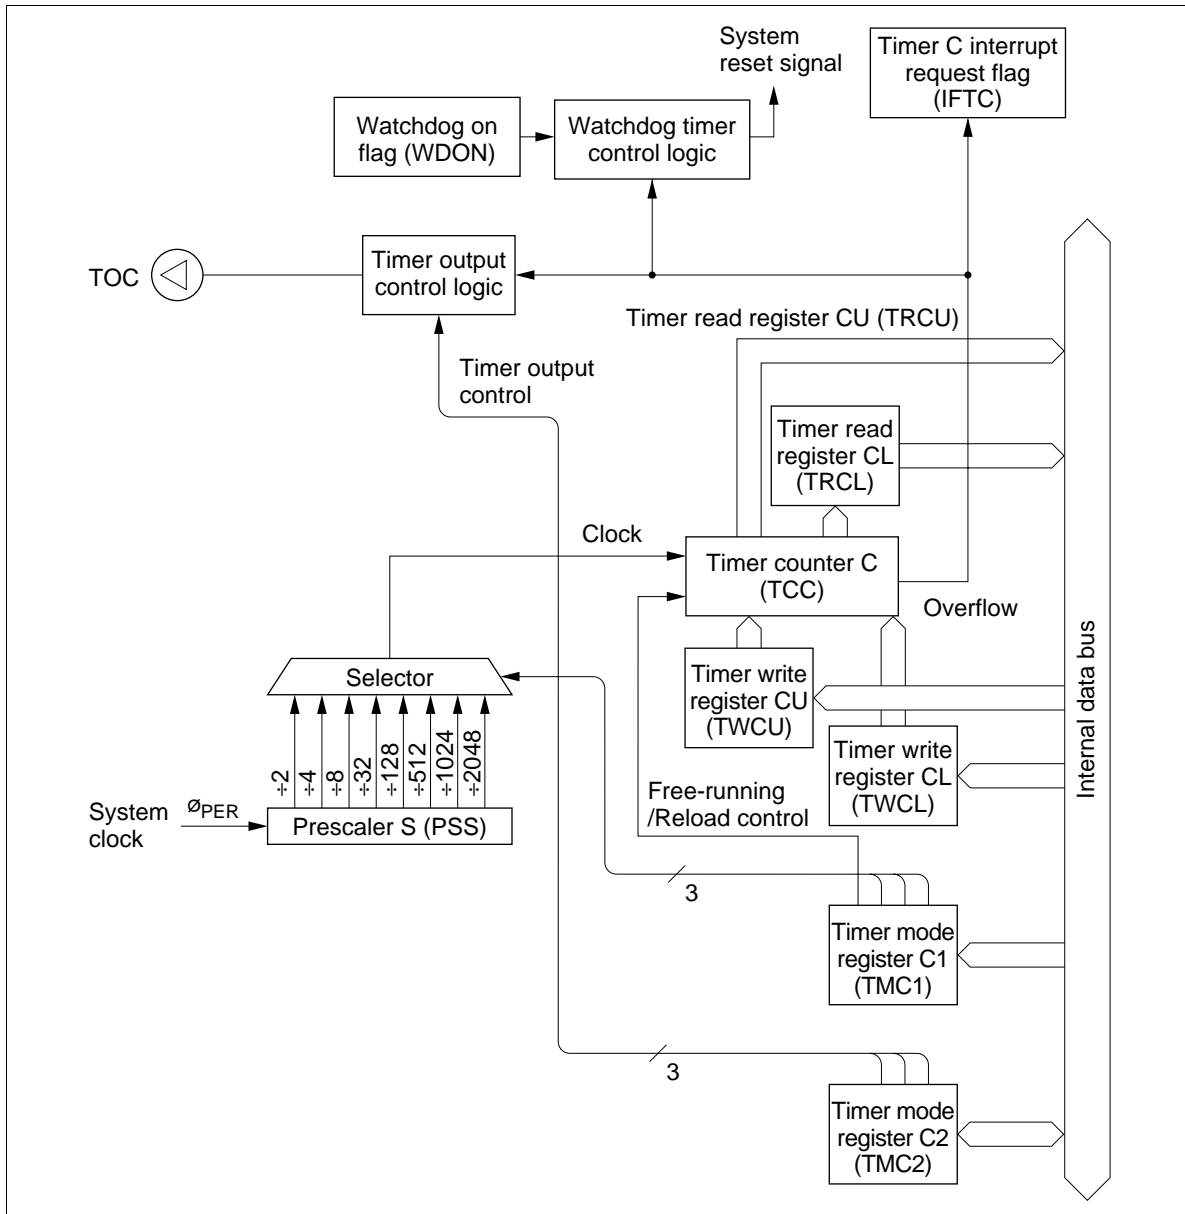 System
reset signal
Timer C interrupt
request flag
(IFTC)
Watchdog on
flag (WDON)
Watchdog timer
control logic
TOC
Timer output
control logic
Timer read register CU (TRCU)
Timer output
control
Timer read
register CL
(TRCL)
Clock
Timer counter C
(TCC)
Overflow
Selector
Timer write
register CU
(TWCU)
Internal data bus
÷2
÷4
÷8
÷32
÷128
÷512
÷1024
÷2048
Timer write
register CL
(TWCL)
System
clock
øPER
Prescaler S (PSS)
Free-running
/Reload control
3
Timer mode
register C1
(TMC1)
3
Timer mode
register C2
(TMC2)